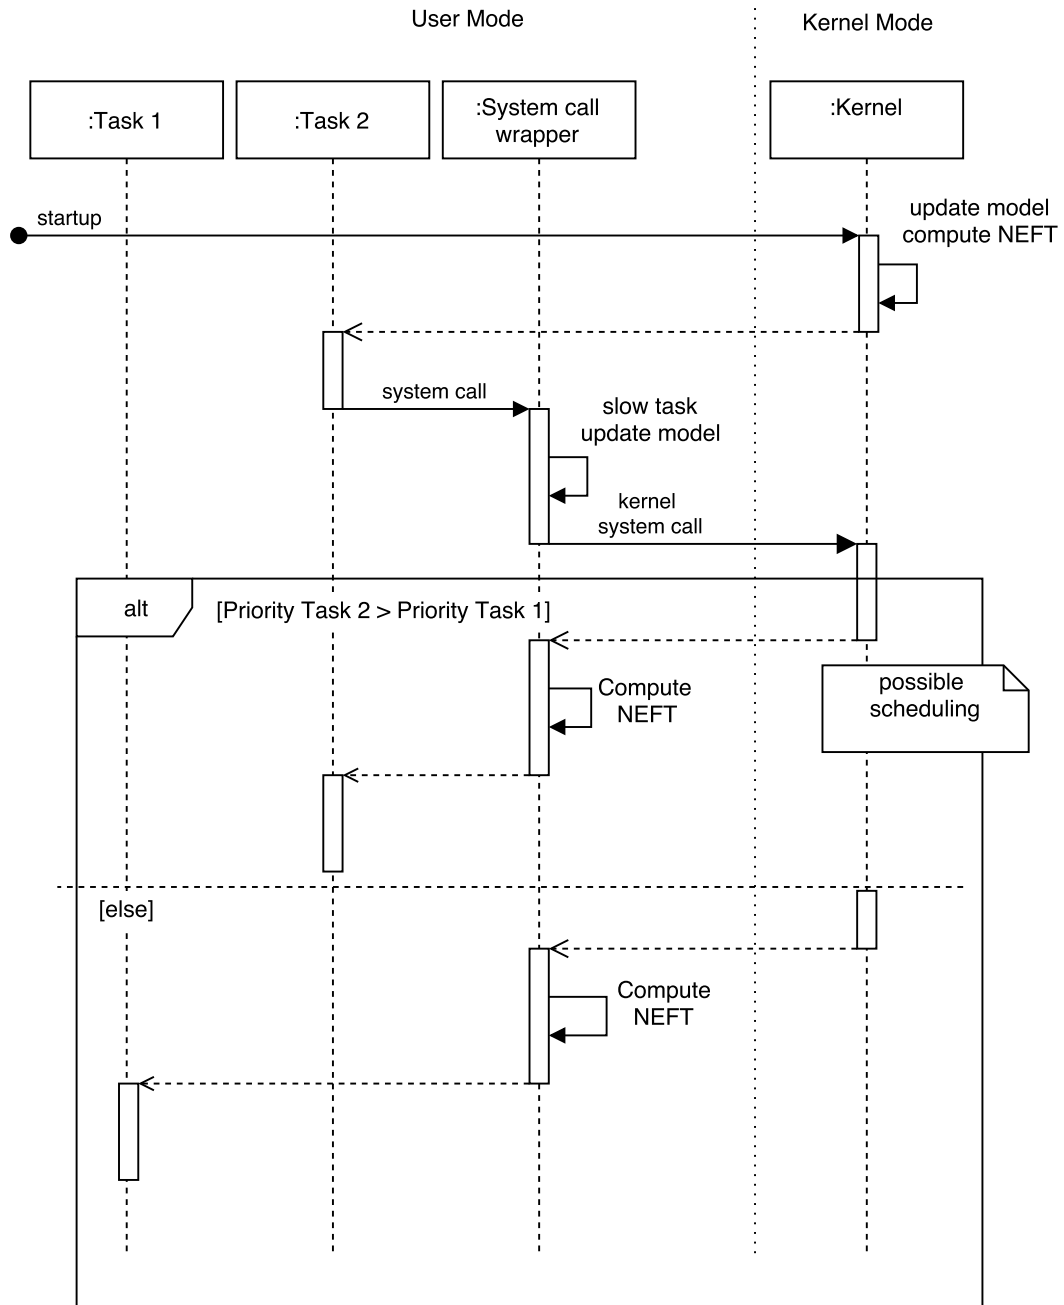 User Mode
Kernel Mode
:Task 1
:Task 2
:System call
wrapper
:Kernel
startup
update model
compute NEFT
system call
slow task
update model
kernel
system call
alt
[Priority Task 2 > Priority Task 1]
Compute
NEFT
possible
scheduling
[else]
Compute
NEFT